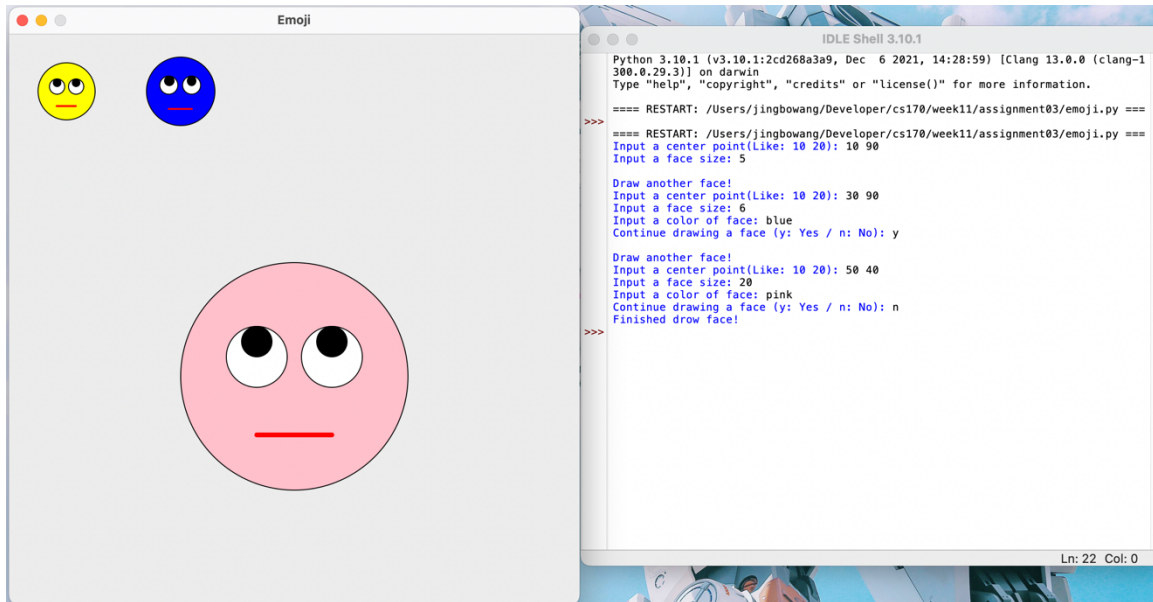 Emoji
IDLE Shell 3.10.1
Python 3.10.1 (v3.10.1:2cd268a3a9, Dec  6 2021, 14:28:59) [Clang 13.0.0 (clang-1
300.0.29.3)] on darwin
Type "help", "copyright", "credits" or "license()" for more information.
==== RESTART: /Users/jingbowang/Developer/cs170/week11/assignment03/emoji.py ===
>>>
==== RESTART: /Users/jingbowang/Developer/cs170/week11/assignment03/emoji.py ===
Input a center point(Like: 10 20): 10 90
Input a face size: 5
Draw another face!
Input a center point(Like: 10 20): 30 90
Input a face size: 6
Input a color of face: blue
Continue drawing a face (y: Yes / n: No): y
Draw another face!
Input a center point(Like: 10 20): 50 40
Input a face size: 20
Input a color of face: pink
Continue drawing a face (y: Yes / n: No): n
Finished drow face!
>>>
Ln: 22  Col: 0